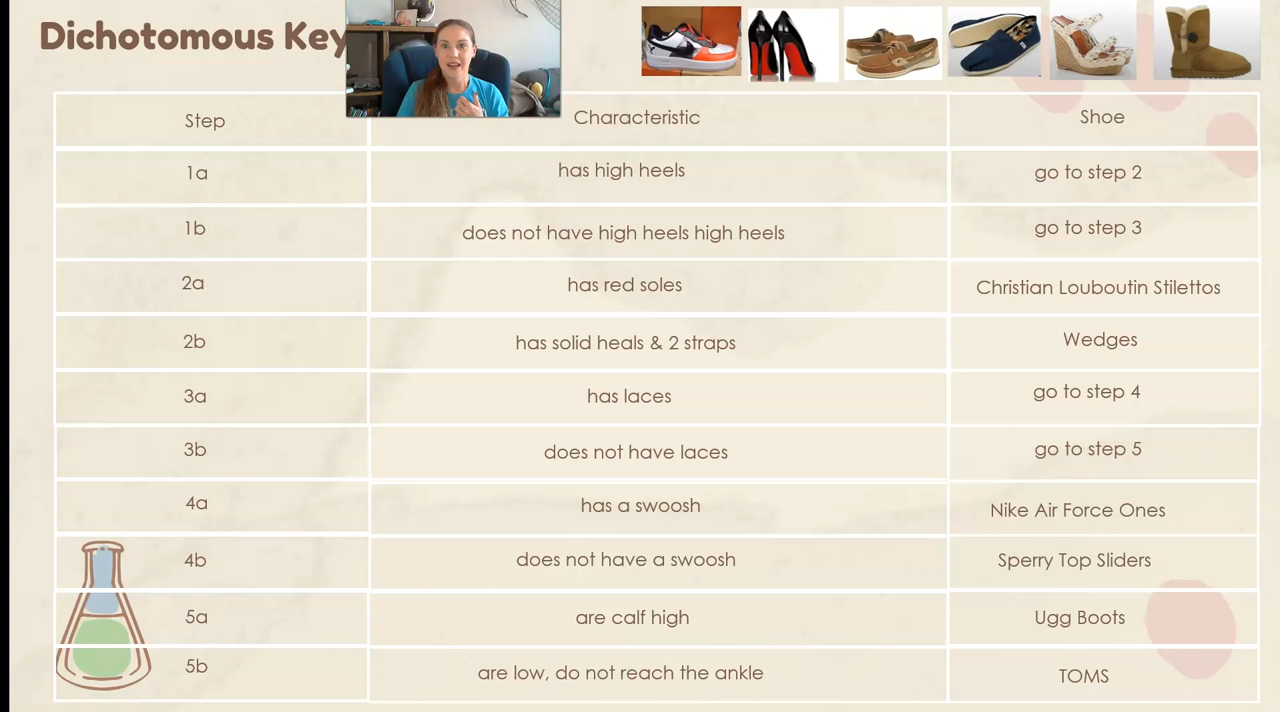 Dichotomous Key
Step Characteristic Shoe
1a has high heels go to step 2
1b does not have high heels high heels go to step 3
2a has red soles Christian Louboutin Stilettos
2b has solid heals & 2 straps Wedges
3a has laces go to step 4
3b does not have laces go to step 5
4a has a swoosh Nike Air Force Ones
4b does not have a swoosh Sperry Top Sliders
5a are calf high Ugg Boots
5b are low, do not reach the ankle TOMS